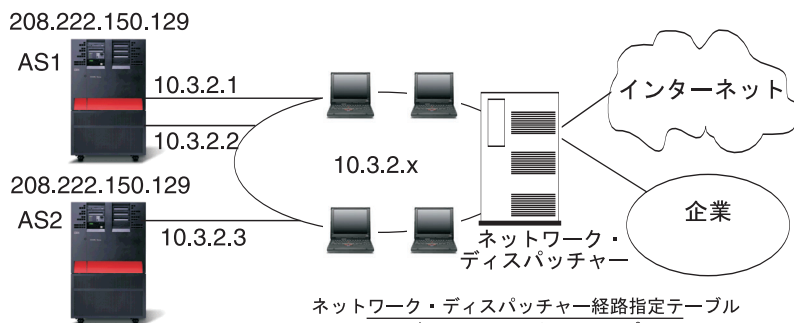 208.222.150.129
AS1
10.3.2.1
10.3.2.2
10.3.2.x
208.222.150.129
AS2
10.3.2.3
インターネット
企業
ネットワーク・
ディスパッチャー
ネットワーク・ディスパッチャー経路指定テーブル